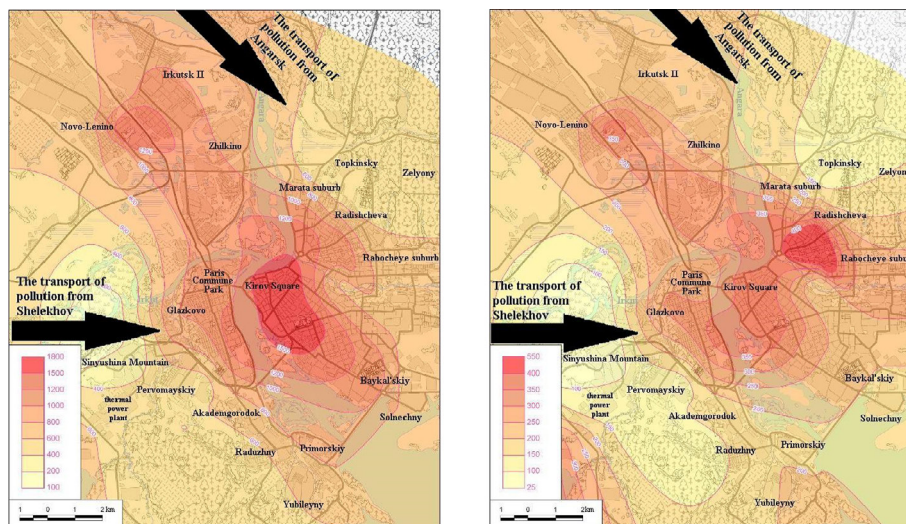 The transport of
pollution from
Angarsk
Irkutsk II
Novo-Lenino
Zhilkino
Topkinsky
Zelyony
Marata suburb
Radishcheva
Rabocheye suburb
Paris
Commune
Park
Kirov Square
The transport of
pollution from
Shelekhov
Glazkovo
Sinyushina Mountain
Pervomayskiy
thermal
power
plant
Baykal'skiy
Akademgorodok
Solnechny
Primorskiy
Raduzhny
Yubileyny
1800
1500
1200
1000
800
600
400
200
100
1 0 1 2 km
The transport of
pollution from
Angarsk
Irkutsk II
Novo-Lenino
Zhilkino
Topkinsky
Zelyony
Marata suburb
Radishcheva
Rabocheye subu
Paris
Commune
Park
Kirov Square
The transport of
pollution from
Shelekhov
Glazkovo
Sinyushina Mountain
Pervomayskiy
thermal
power
plant
Baykal'skiy
Akademgorodok
Solnechny
Primorskiy
Raduzhny
Yubileyny
550
400
350
300
250
200
150
100
25
1 0 1 2 km